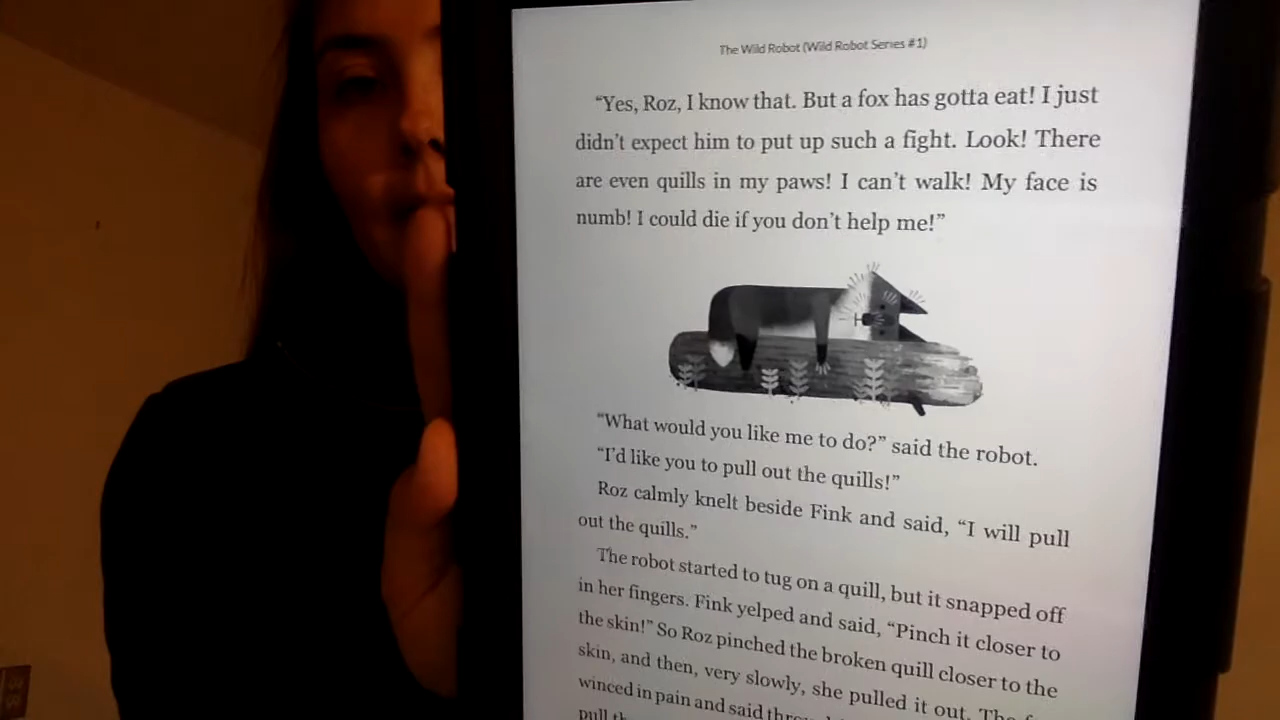 The Wild Robot (Wild Robot Series #1)
“Yes, Roz, I know that. But a fox has gotta eat! I just
didn’t expect him to put up such a fight. Look! There
are even quills in my paws! I can’t walk! My face is
numb! I could die if you don’t help me!”
“What would you like me to do?” said the robot.
“I’d like you to pull out the quills!”
Roz calmly knelt beside Fink and said, “I will pull
out the quills.”
The robot started to tug on a quill, but it snapped off
in her fingers. Fink yelped and said, “Pinch it closer to
the skin!” So Roz pinched the broken quill closer to the
skin, and then, very slowly, she pulled it out. The
winced in pain and said
pull